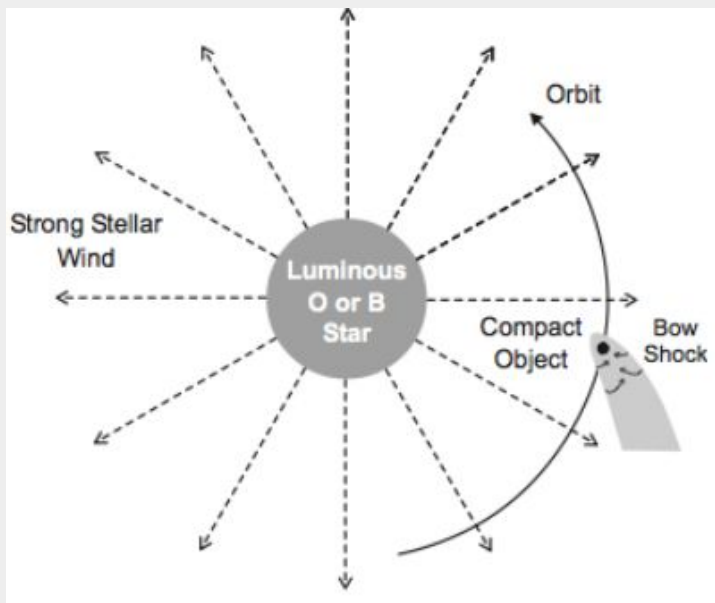 Orbit
Strong Stellar
Wind
Luminous
O or B
Star
Compact
Object
Bow
Shock